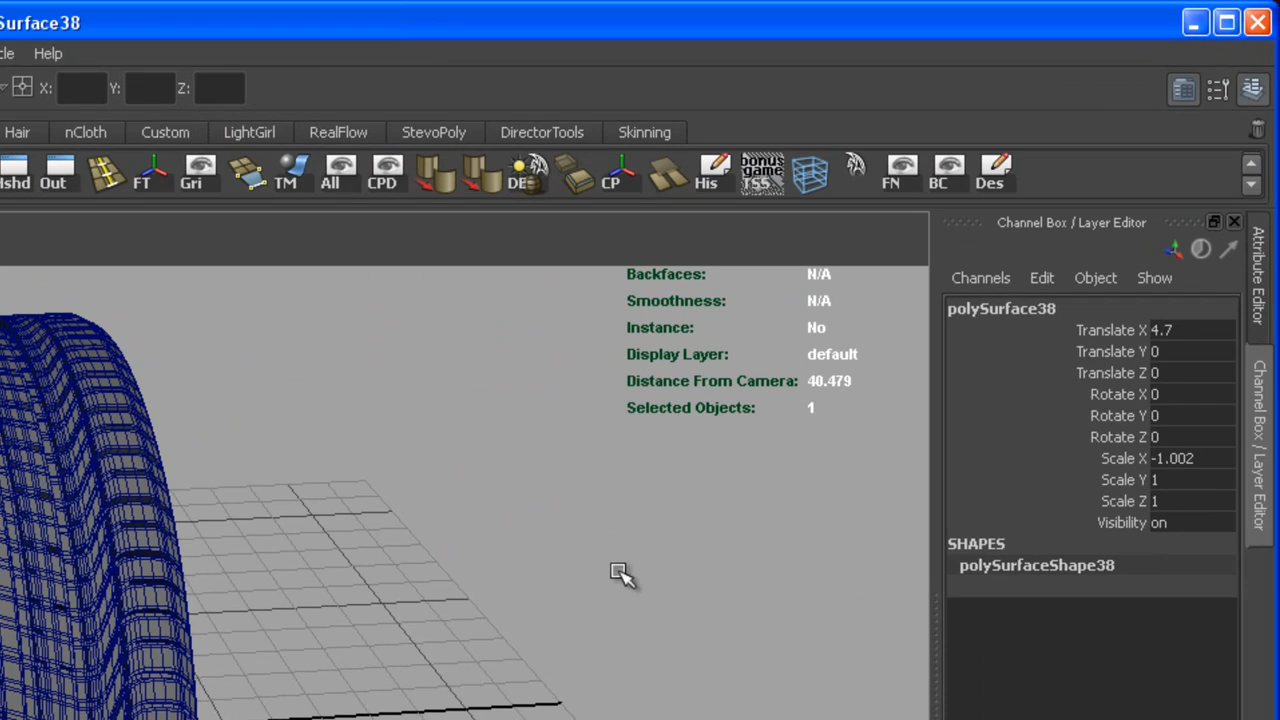 Surface38
cle Help
X: Y: Z:
Hair nCloth Custom LightGirl RealFlow StevoPoly DirectorTools Skinning
Hshd Out FT Gri TM All CPD DE CP His bonus game TSS FN BC Des
Channel Box / Layer Editor
Channels Edit Object Show
Backfaces: N/A
Smoothness: N/A
Instance: No
Display Layer: default
Distance From Camera: 40.479
Selected Objects: 1
polySurface38
Translate X 4.7
Translate Y 0
Translate Z 0
Rotate X 0
Rotate Y 0
Rotate Z 0
Scale X -1.002
Scale Y 1
Scale Z 1
Visibility on
SHAPES
polySurfaceShape38
Attribute Editor
Channel Box / Layer Editor